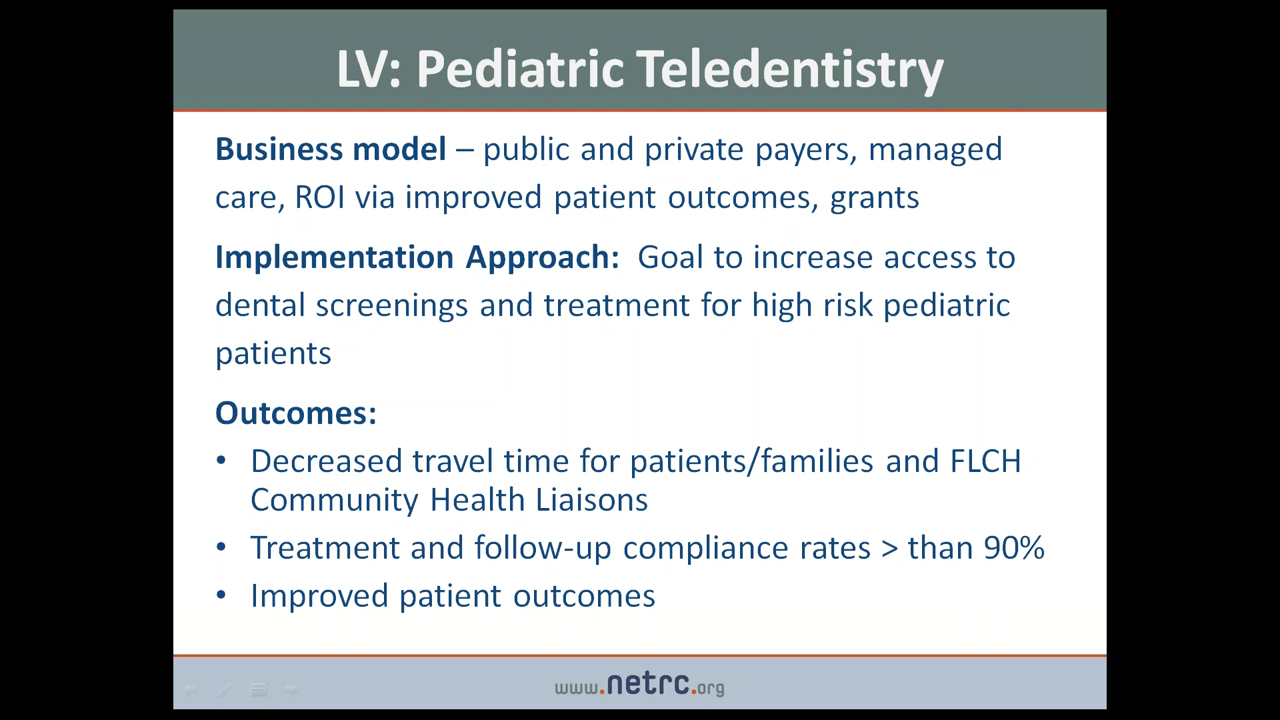 LV: Pediatric Teledentistry
Business model – public and private payers, managed
care, ROI via improved patient outcomes, grants
Implementation Approach: Goal to increase access to
dental screenings and treatment for high risk pediatric
patients
Outcomes:
• Decreased travel time for patients/families and FLCH
Community Health Liaisons
• Treatment and follow-up compliance rates > than 90%
• Improved patient outcomes
www.netrc.org